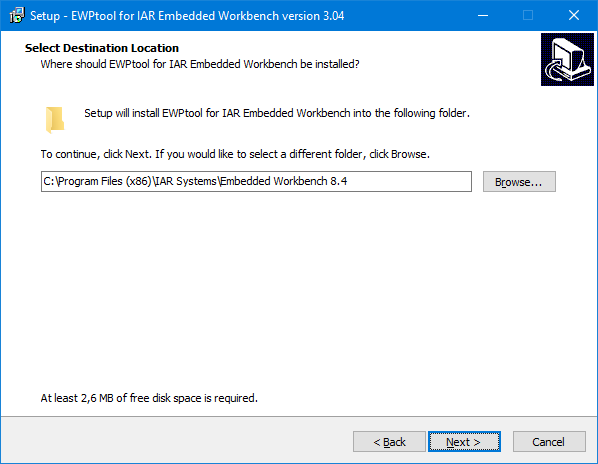 Setup - EWPtool for IAR Embedded Workbench version 3.04
Select Destination Location
Where should EWPtool for IAR Embedded Workbench be installed?
Setup will install EWPtool for IAR Embedded Workbench into the following folder.
To continue, click Next. If you would like to select a different folder, click Browse.
C:\Program Files (x86)\IAR Systems\Embedded Workbench 8.4
Browse...
At least 2,6 MB of free disk space is required.
< Back
Next >
Cancel